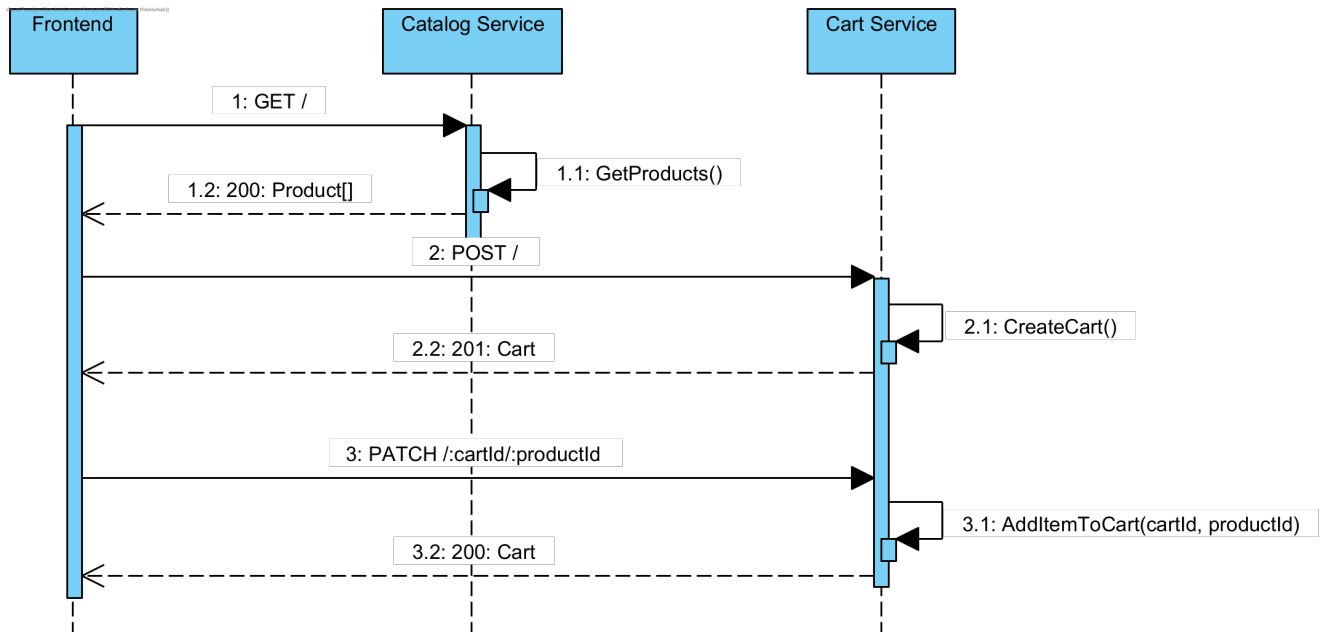 Frontend
Catalog Service
Cart Service
1: GET /
1.1: GetProducts()
1.2: 200: Product[]
2: POST /
2.1: CreateCart()
2.2: 201: Cart
3: PATCH /:cartId/:productId
3.1: AddItemToCart(cartId, productId)
3.2: 200: Cart